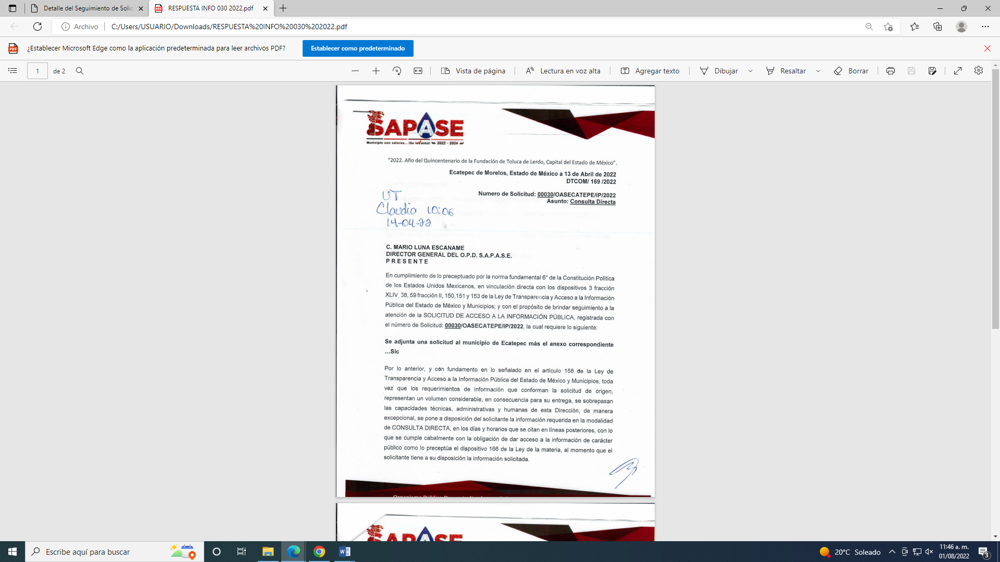 Detalle del Seguimiento de Solic
RESPUESTA INFO 030 2022.pdf
Archivo
C:/Users/USUARIO/Downloads/RESPUESTA%20INFO%20030%202022.pdf
¿Establecer Microsoft Edge como la aplicación predeterminada para leer archivos PDF?
Establecer como predeterminado
1 de 2
Vista de página
Lectura en voz alta
Agregar texto
Dibujar
Resaltar
Borrar
SAPASE
Municipio con valores... ¡Se levanta! 2022 - 2024
"2022. Año del Quincentenario de la Fundación de Toluca de Lerdo, Capital del Estado de México".
Ecatepec de Morelos, Estado de México a 13 de Abril de 2022
DTCOM/ 169 /2022
Numero de Solicitud: 00030/OASECATEPE/IP/2022
Asunto: Consulta Directa
UT
Claudia 10:06
14-04-22
C. MARIO LUNA ESCANAME
DIRECTOR GENERAL DEL O.P.D. S.A.P.A.S.E.
P R E S E N T E
En cumplimiento de lo preceptuado por la norma fundamental 6° de la Constitución Política
de los Estados Unidos Mexicanos, en vinculación directa con los dispositivos 3 fracción
XLIV, 38, 59 fracción II, 150,151 y 153 de la Ley de Transparencia y Acceso a la Información
Pública del Estado de México y Municipios; y con el propósito de brindar seguimiento a la
atención de la SOLICITUD DE ACCESO A LA INFORMACIÓN PÚBLICA, registrada con
el número de Solicitud: 00030/OASECATEPE/IP/2022, la cual requiere lo siguiente:
Se adjunta una solicitud al municipio de Ecatepec más el anexo correspondiente
...Sic
Por lo anterior, y con fundamento en lo señalado en el artículo 158 de la Ley de
Transparencia y Acceso a la Información Pública del Estado de México y Municipios, toda
vez que los requerimientos de información que conforman la solicitud de origen,
representan un volumen considerable, en consecuencia para su entrega, se sobrepasan
las capacidades técnicas, administrativas y humanas de esta Dirección, de manera
excepcional, se pone a disposición del solicitante la información requerida en la modalidad
de CONSULTA DIRECTA, en los días y horarios que se citan en líneas posteriores, con lo
que se cumple cabalmente con la obligación de dar acceso a la información de carácter
público como lo preceptúa el dispositivo 166 de la Ley de la materia, al momento que el
solicitante tiene a su disposición la información solicitada.
SAPASE
Escribe aquí para buscar
20°C Soleado
11:46 a. m.
01/08/2022
3